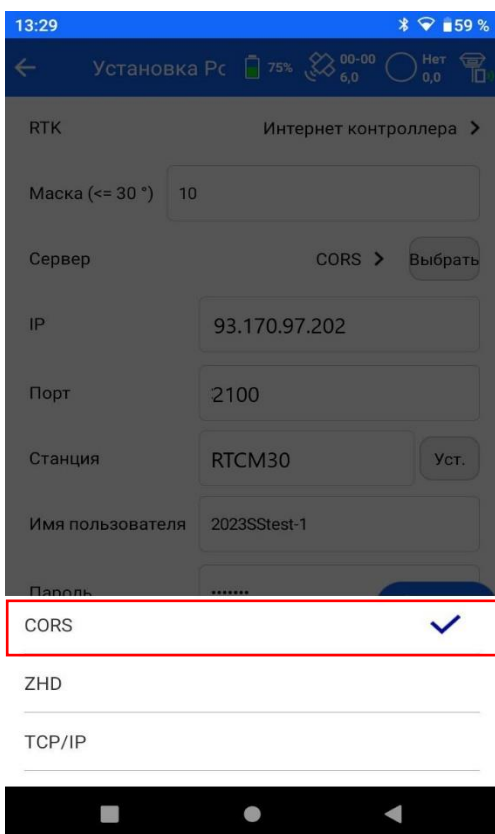 13:29 59 %
Установка Рс 75% 00-00 6,0 Нет 0,0
RTK Интернет контроллера
Маска (<= 30 °) 10
Сервер CORS Выбрать
IP 93.170.97.202
Порт 2100
Станция RTCM30 Уст.
Имя пользователя 2023SStest-1
Пароль •••••••
CORS
ZHD
TCP/IP